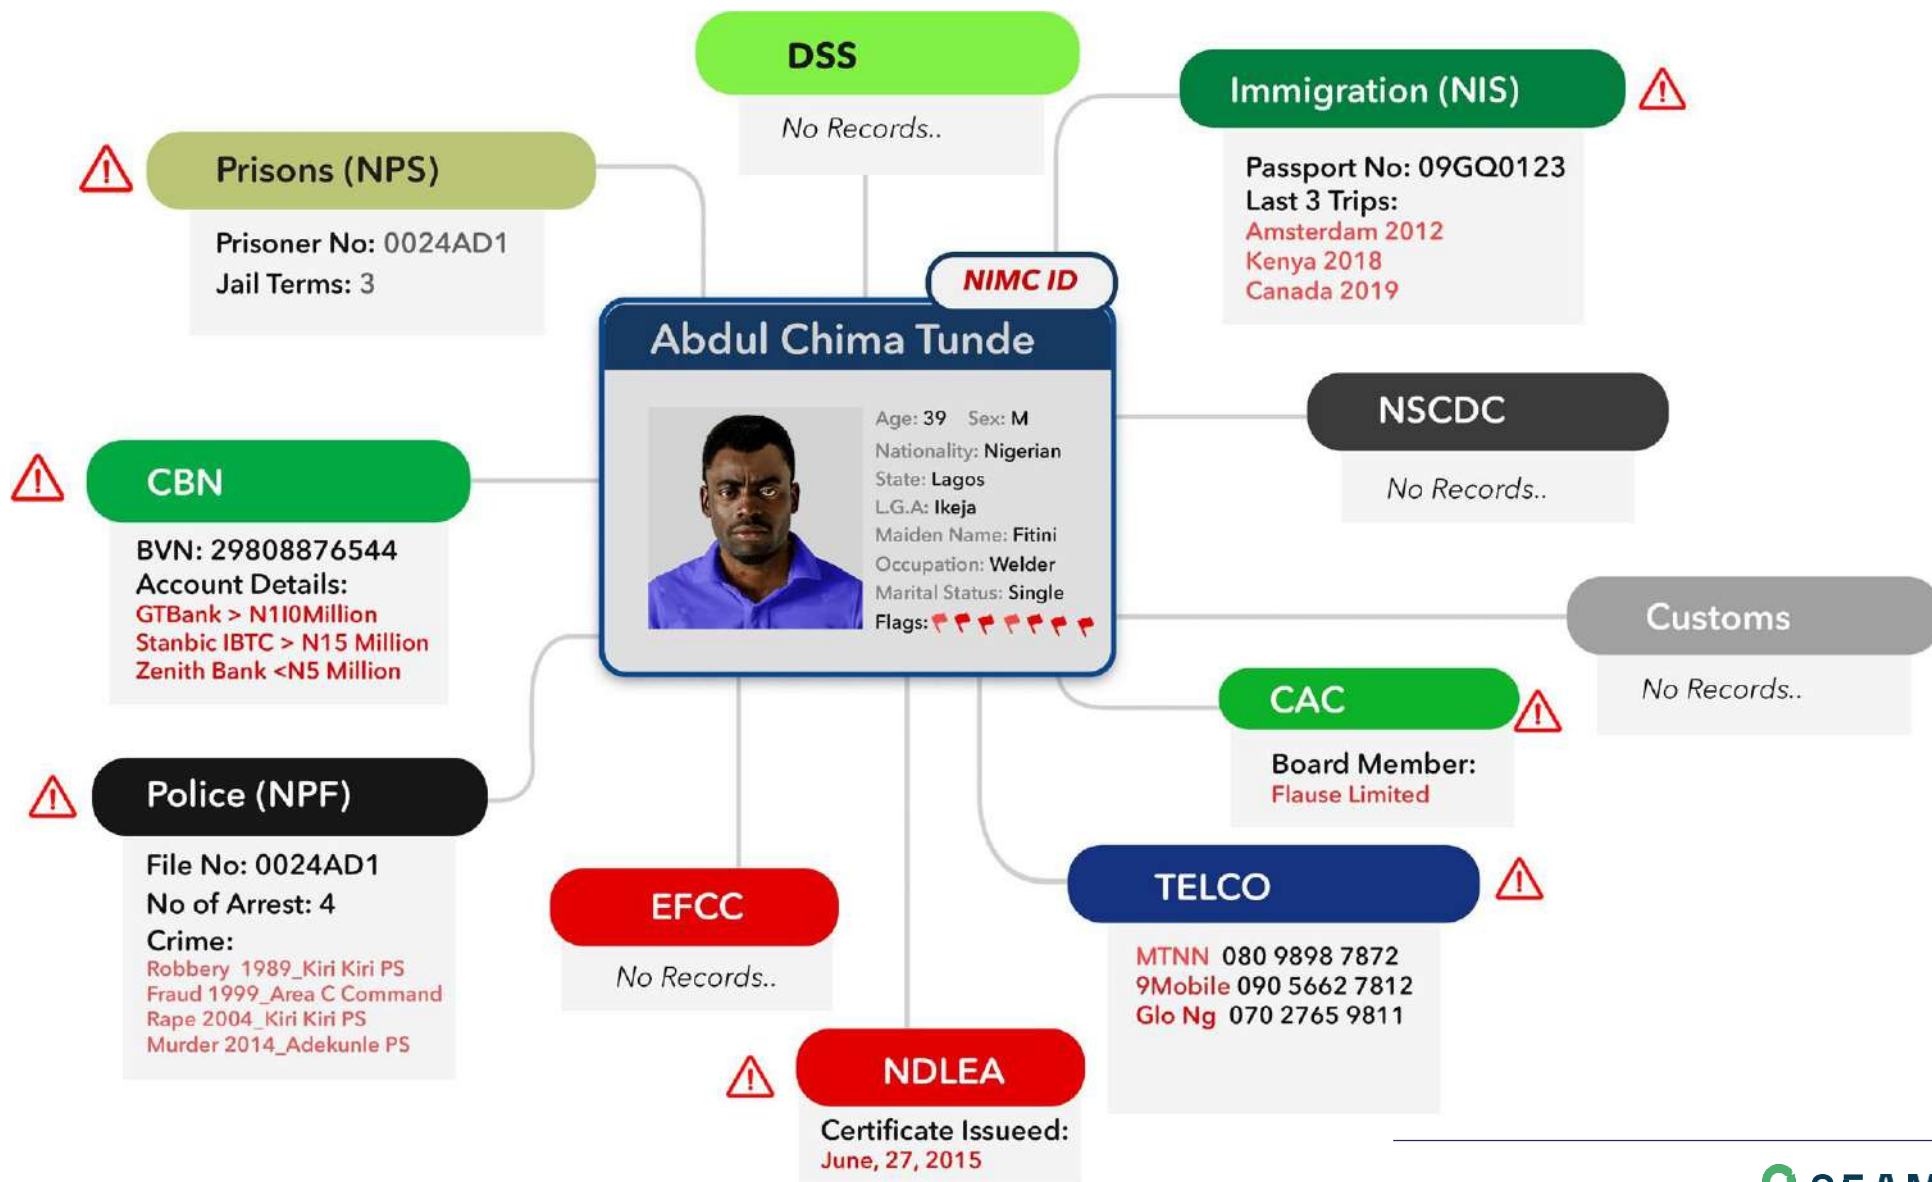 DSS
No Records..
Immigration (NIS)
Passport No: 09GQ0123
Last 3 Trips:
Amsterdam 2012
Kenya 2018
Canada 2019
Prisons (NPS)
Prisoner No: 0024AD1
Jail Terms: 3
NIMC ID
Abdul Chima Tunde
Age: 39 Sex: M
Nationality: Nigerian
State: Lagos
L.G.A: Ikeja
Maiden Name: Fitini
Occupation: Welder
Marital Status: Single
Flags:
NSCDC
No Records..
CBN
BVN: 29808876544
Account Details:
GTBank > N1I0Million
Stanbic IBTC > N15 Million
Zenith Bank <N5 Million
Customs
No Records..
CAC
Board Member:
Flause Limited
Police (NPF)
File No: 0024AD1
No of Arrest: 4
Crime:
Robbery 1989_Kiri Kiri PS
Fraud 1999_Area C Command
Rape 2004_Kiri Kiri PS
Murder 2014_Adekunle PS
EFCC
No Records..
TELCO
MTNN 080 9898 7872
9Mobile 090 5662 7812
Glo Ng 070 2765 9811
NDLEA
Certificate Issueed:
June, 27, 2015